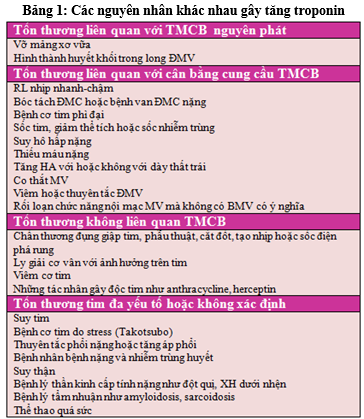 Bảng 1: Các nguyên nhân khác nhau gây tăng troponin
Tổn thương liên quan với TMCB nguyên phát
Vỡ mảng xơ vữa
Hình thành huyết khối trong long ĐMV
Tổn thương liên quan với cân bằng cung cầu TMCB
RL nhịp nhanh-chậm
Bóc tách ĐMC hoặc bệnh van ĐMC nặng
Bệnh cơ tim phì đại
Sốc tim, giảm thể tích hoặc sốc nhiễm trùng
Suy hô hấp nặng
Thiếu máu nặng
Tăng HA với hoặc không với dày thất trái
Co thắt MV
Viêm hoặc thuyên tắc ĐMV
Rối loạn chức năng nội mạc MV mà không có BMV có ý nghĩa
Tổn thương không liên quan TMCB
Chấn thương đụng giập tim, phẩu thuật, cắt đốt, tạo nhịp hoặc sốc điện
phá rung
Ly giải cơ vân với ảnh hưởng trên tim
Viêm cơ tim
Những tác nhân gây độc tim như anthracycline, herceptin
Tổn thương tim đa yếu tố hoặc không xác định
Suy tim
Bệnh cơ tim do stress (Takotsubo)
Thuyên tắc phổi nặng hoặc tăng áp phổi
Bệnh nhân bệnh nặng và nhiễm trùng huyết
Suy thận
Bệnh lý thần kinh cấp tính nặng như đột quị, XH dưới nhện
Bệnh lý tẩm nhuận như amyloidosis, sarcoidosis
Thể thao quá sức